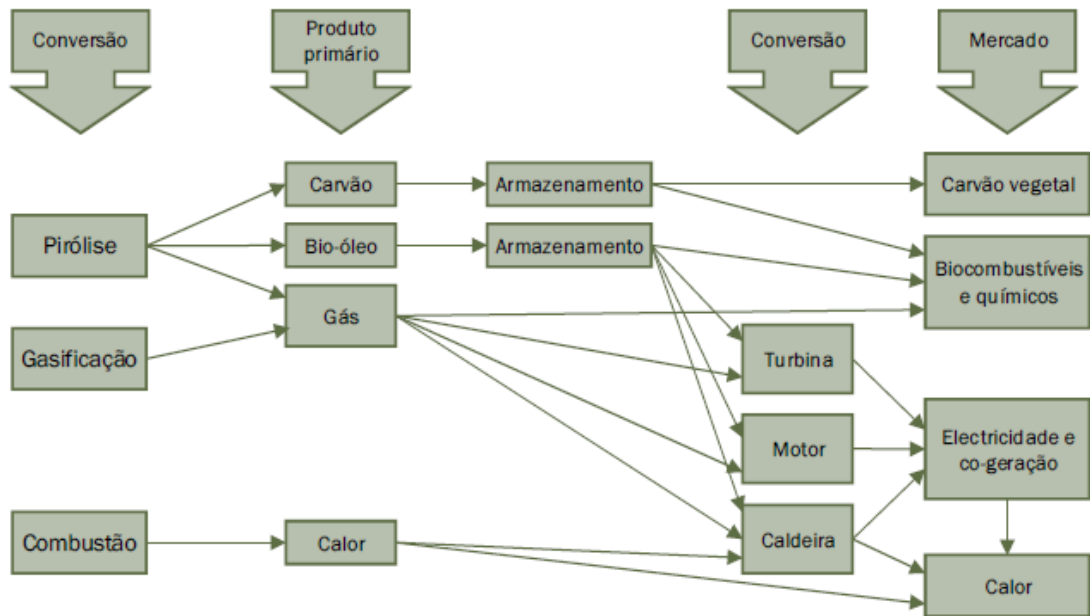 Conversão
Produto
primário
Conversão
Mercado
Carvão
Armazenamento
Carvão vegetal
Pirólise
Bio-óleo
Armazenamento
Biocombustíveis
e químicos
Gás
Gasificação
Turbina
Motor
Electricidade e
co-geração
Combustão
Calor
Caldeira
Calor